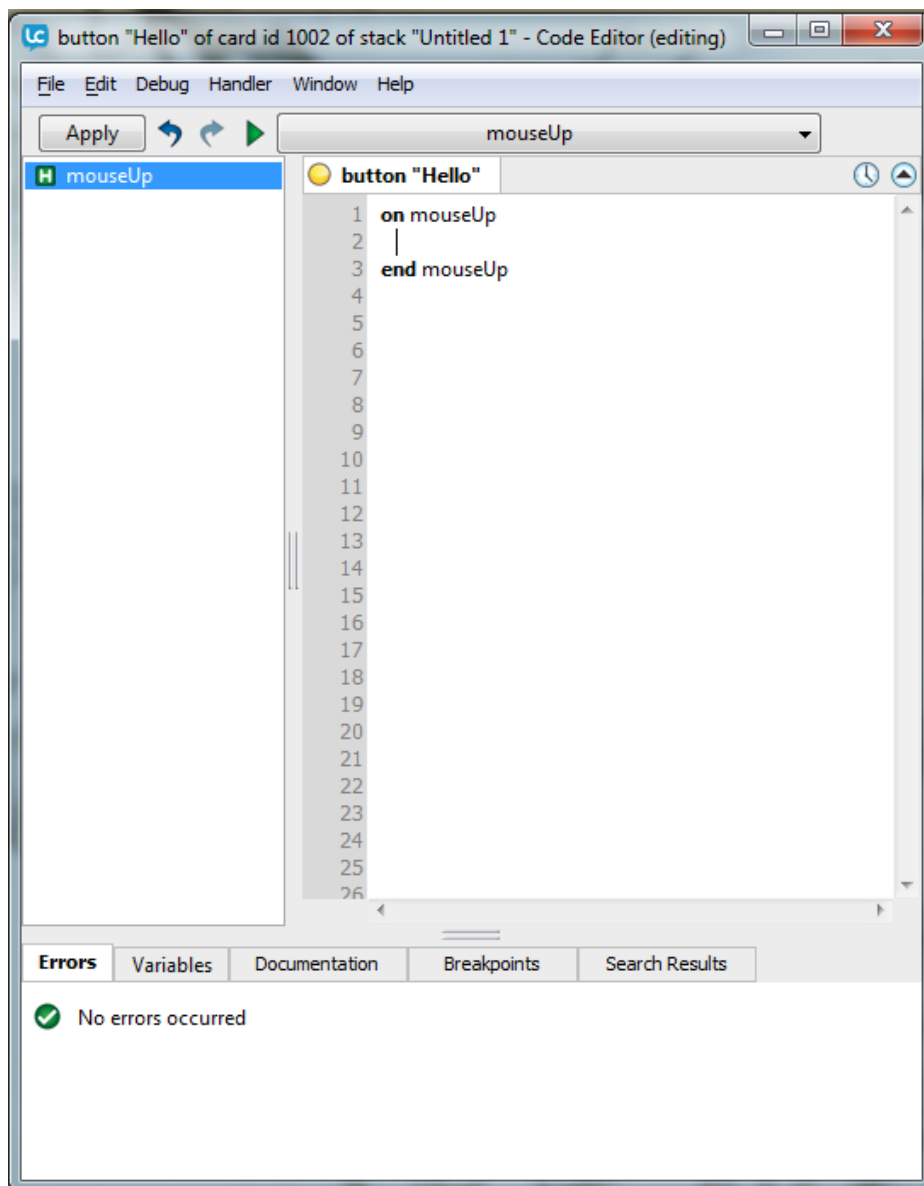 button "Hello" of card id 1002 of stack "Untitled 1" - Code Editor (editing)
File Edit Debug Handler Window Help
Apply mouseUp
H mouseUp
button "Hello"
1 on mouseUp
2
3 end mouseUp
4
5
6
7
8
9
10
11
12
13
14
15
16
17
18
19
20
21
22
23
24
25
26
Errors Variables Documentation Breakpoints Search Results
No errors occurred